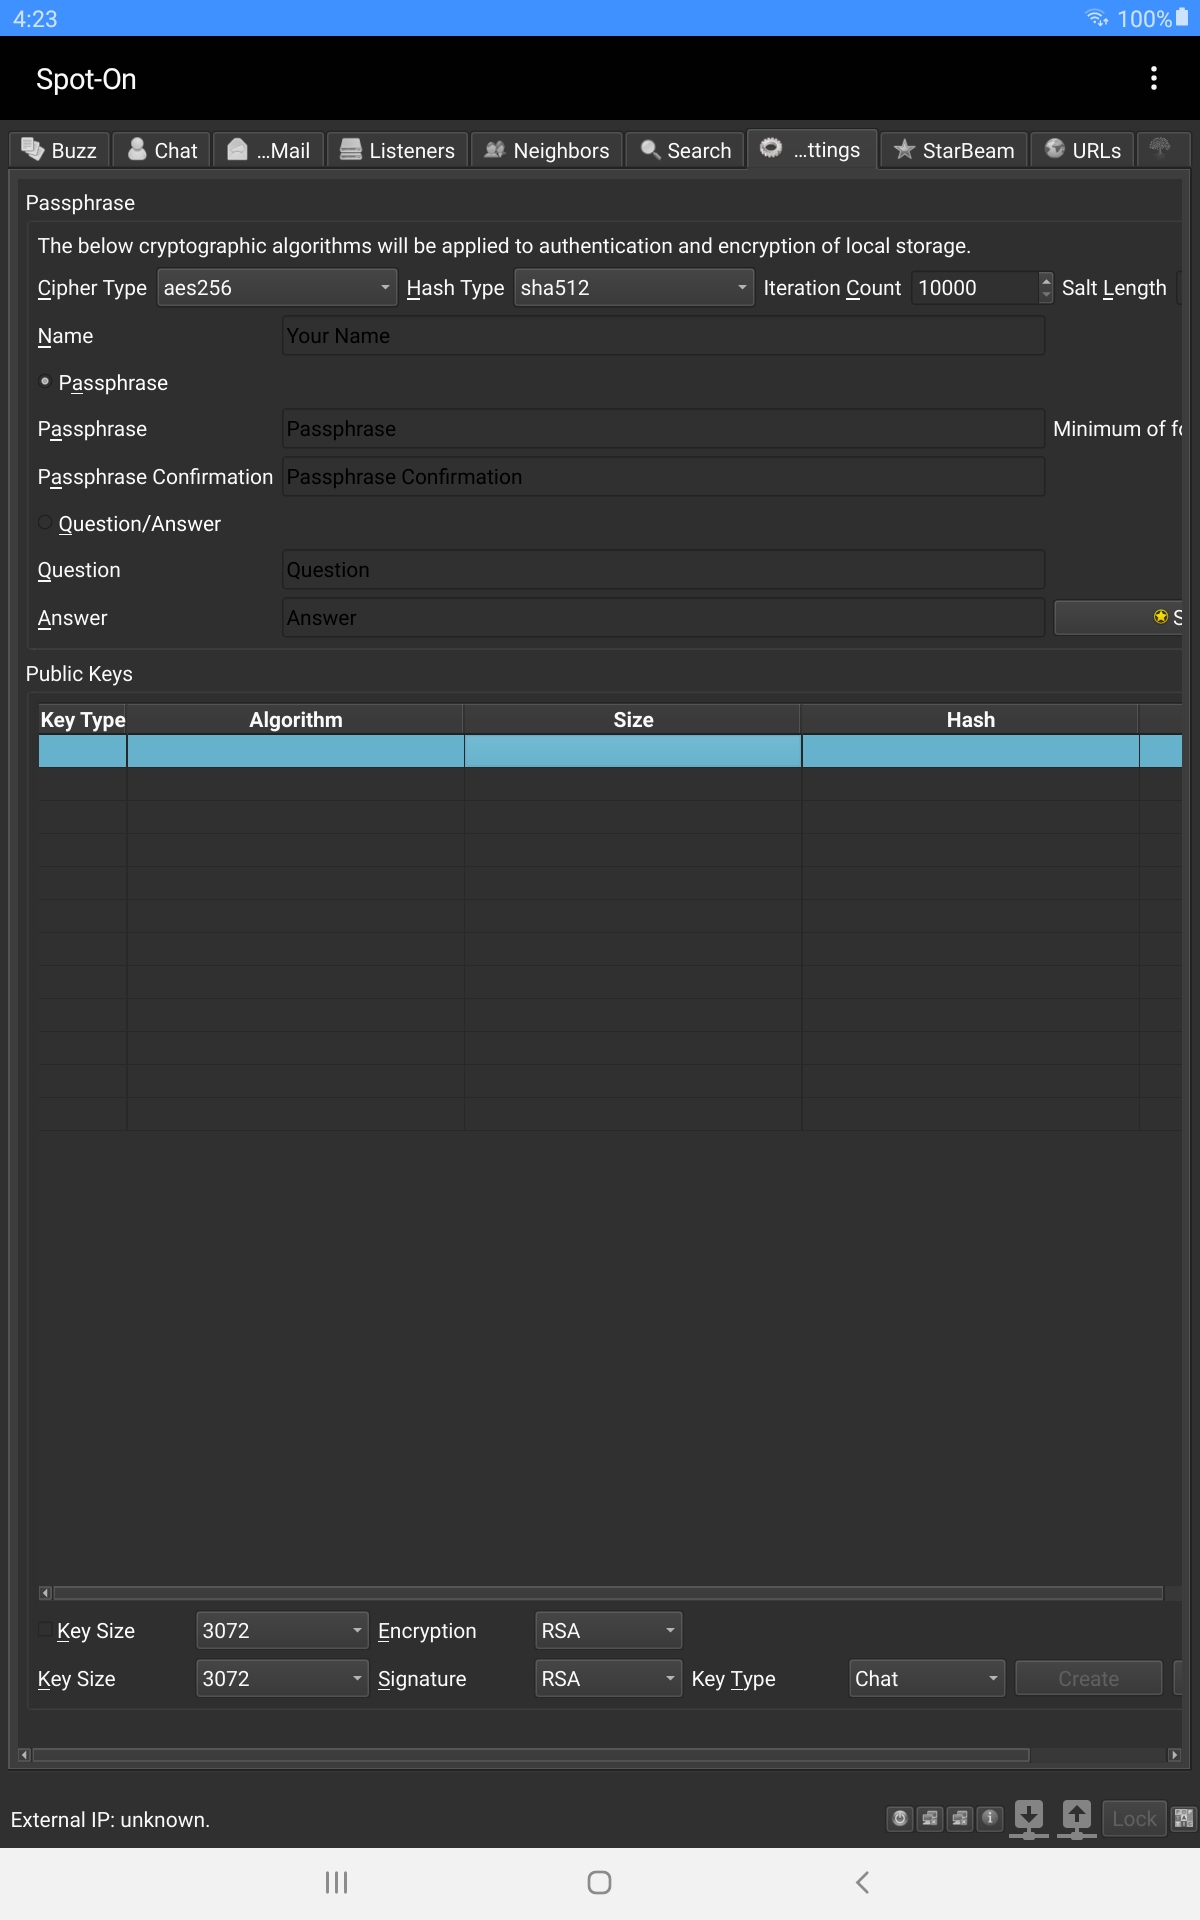 4:23
100%
Spot-On
Buzz Chat ...Mail Listeners Neighbors Search ...ttings StarBeam URLs
Passphrase
The below cryptographic algorithms will be applied to authentication and encryption of local storage.
Cipher Type aes256 Hash Type sha512 Iteration Count 10000 Salt Length
Name Your Name
Passphrase
Passphrase Passphrase Minimum of fo
Passphrase Confirmation Passphrase Confirmation
Question/Answer
Question Question
Answer Answer S
Public Keys
Key Type Algorithm Size Hash
Key Size 3072 Encryption RSA
Key Size 3072 Signature RSA Key Type Chat Create
External IP: unknown. Lock